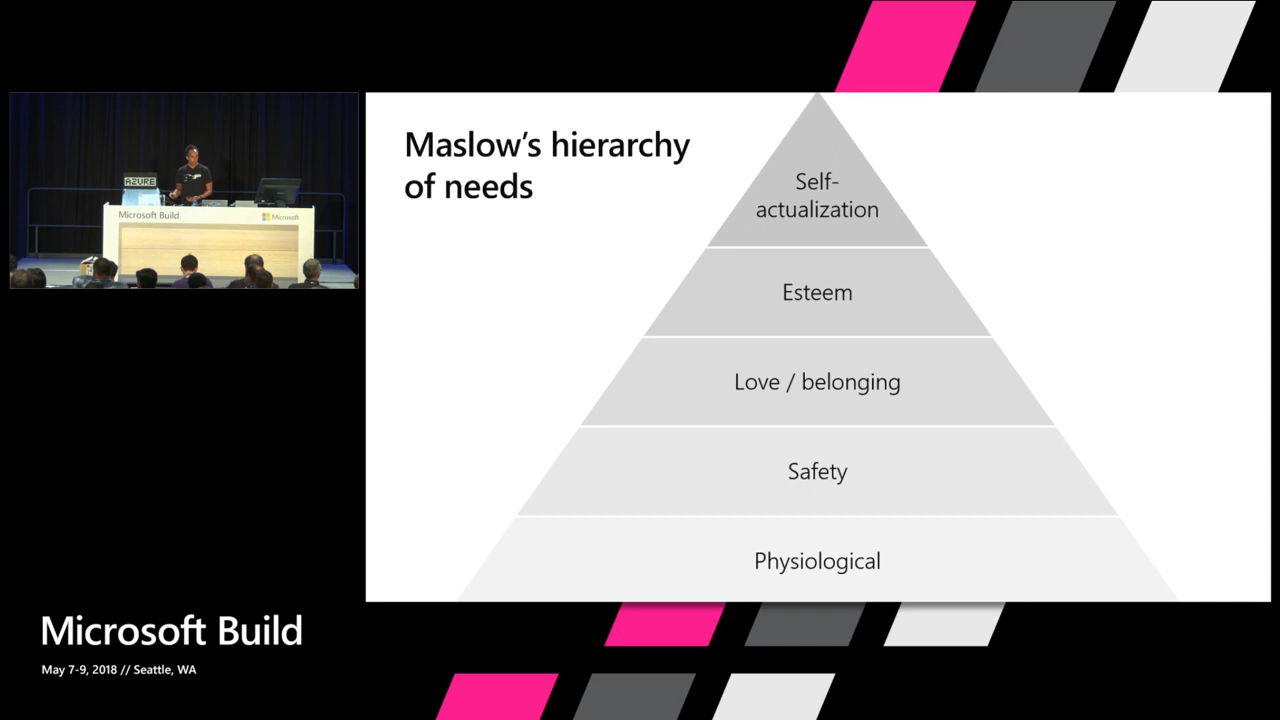 AZURE
Microsoft Build
Microsoft
Maslow’s hierarchy
of needs
Self-
actualization
Esteem
Love / belonging
Safety
Physiological
Microsoft Build
May 7-9, 2018 // Seattle, WA